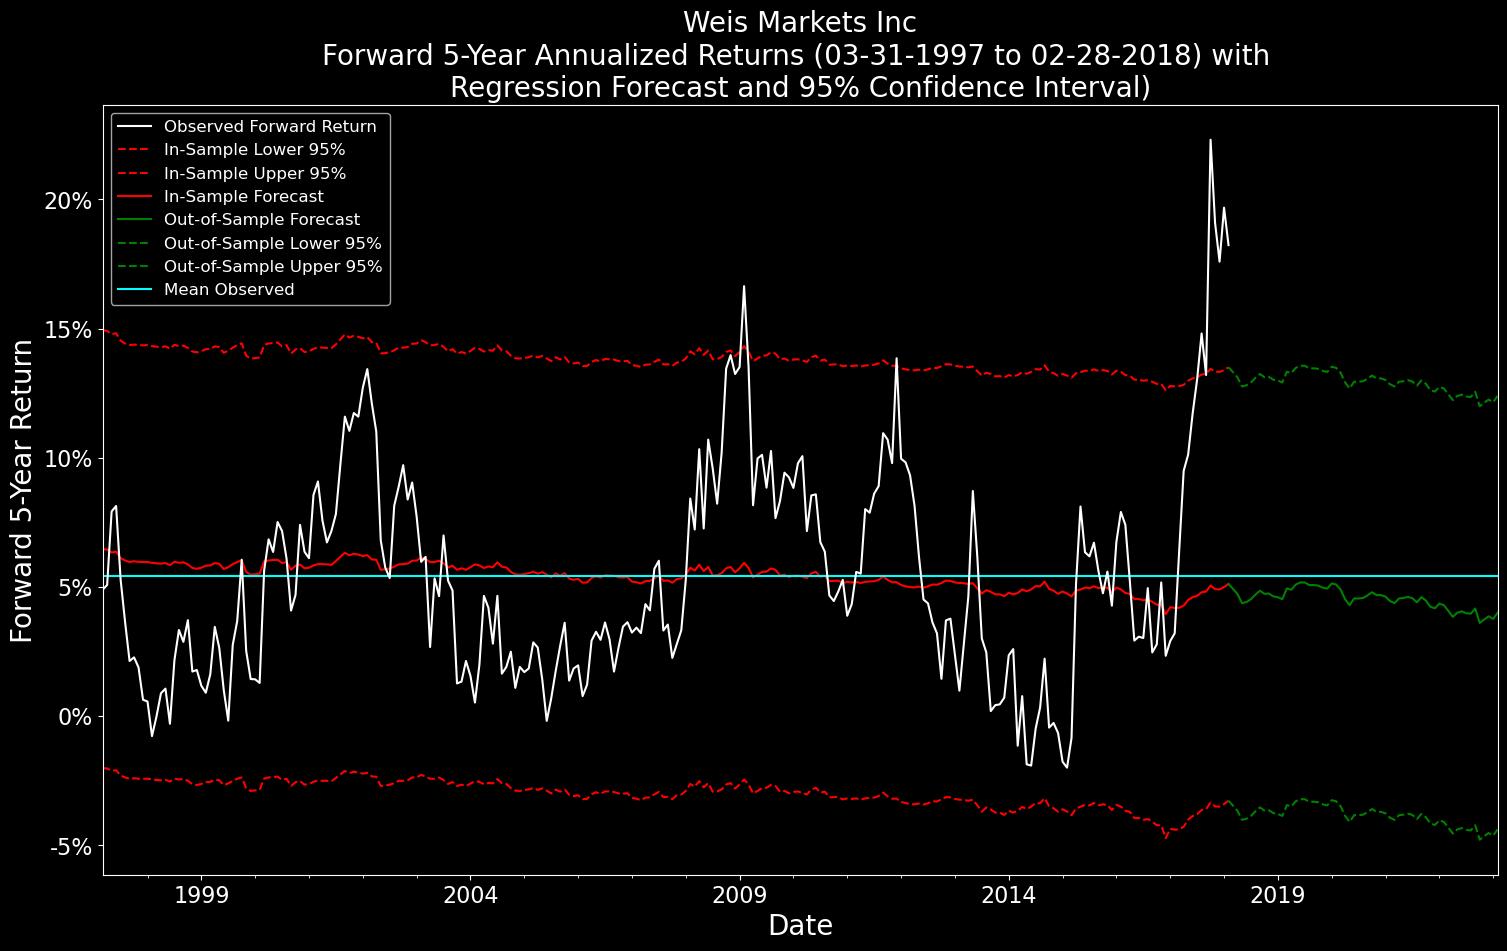 Weis Markets Inc
Forward 5-Year Annualized Returns (03-31-1997 to 02-28-2018) with
Regression Forecast and 95% Confidence Interval)
Observed Forward Return
In-Sample Lower 95%
In-Sample Upper 95%
In-Sample Forecast
Out-of-Sample Forecast
Out-of-Sample Lower 95%
Out-of-Sample Upper 95%
Mean Observed
Forward 5-Year Return
20%
15%
10%
5%
0%
-5%
1999
2004
2009
2014
2019
Date